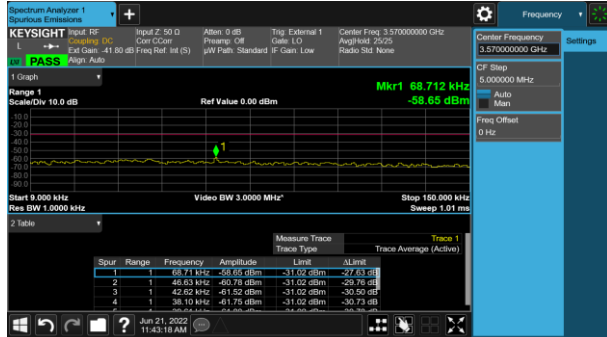 Spectrum Analyzer 1
Spurious Emissions
Frequency
KEYSIGHT Input: RF Input Z: 50 Ω Atten: 0 dB Trig: External 1 Center Freq: 3.570000000 GHz
L Coupling: DC Corr CCorr Preamp: Off Gate: LO Avg|Hold: 25/25
Ext Gain: -41.80 dB Freq Ref: Int (S) µW Path: Standard IF Gain: Low Radio Std: None
PASS Align: Auto
Center Frequency
3.570000000 GHz
Settings
CF Step
5.000000 MHz
Auto
Man
Freq Offset
0 Hz
1 Graph
Range 1
Scale/Div 10.0 dB Ref Value 0.00 dBm
Mkr1 68.712 kHz
-58.65 dBm
-10.0
-20.0
-30.0
-40.0
-50.0
-60.0
-70.0
-80.0
-90.0
1
Start 9.000 kHz Video BW 3.0000 MHz* Stop 150.000 kHz
Res BW 1.0000 kHz Sweep 1.01 ms
2 Table
Measure Trace Trace 1
Trace Type Trace Average (Active)
Spur Range Frequency Amplitude Limit ΔLimit
1 1 68.71 kHz -58.65 dBm -31.02 dBm -27.63 dB
2 1 46.63 kHz -60.78 dBm -31.02 dBm -29.76 dB
3 1 42.62 kHz -61.52 dBm -31.02 dBm -30.50 dB
4 1 38.10 kHz -61.75 dBm -31.02 dBm -30.73 dB
?
Jun 21, 2022
11:43:18 AM